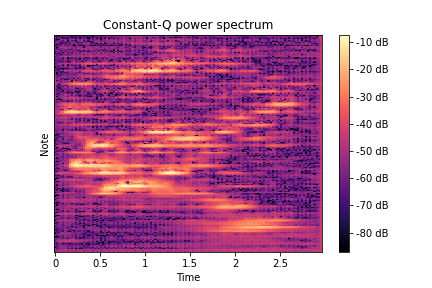 Constant-Q power spectrum
Note
-10 dB
-20 dB
-30 dB
-40 dB
-50 dB
-60 dB
-70 dB
-80 dB
0 0.5 1 1.5 2 2.5
Time